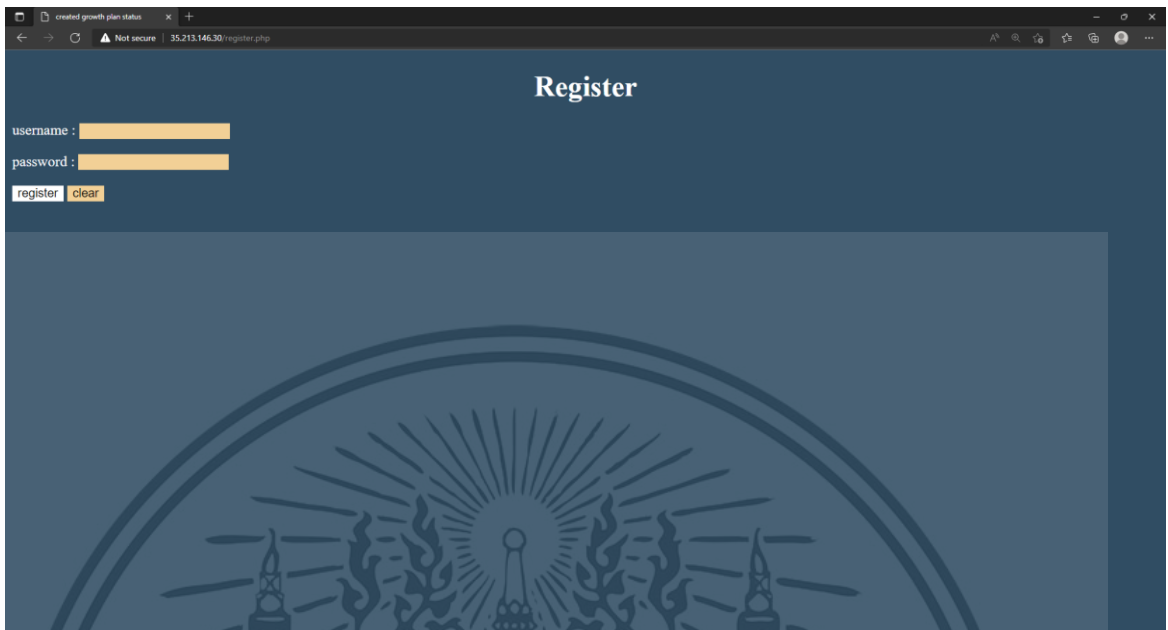 created growth plan status
Not secure 35.213.146.30/register.php
Register
username :
password :
register clear